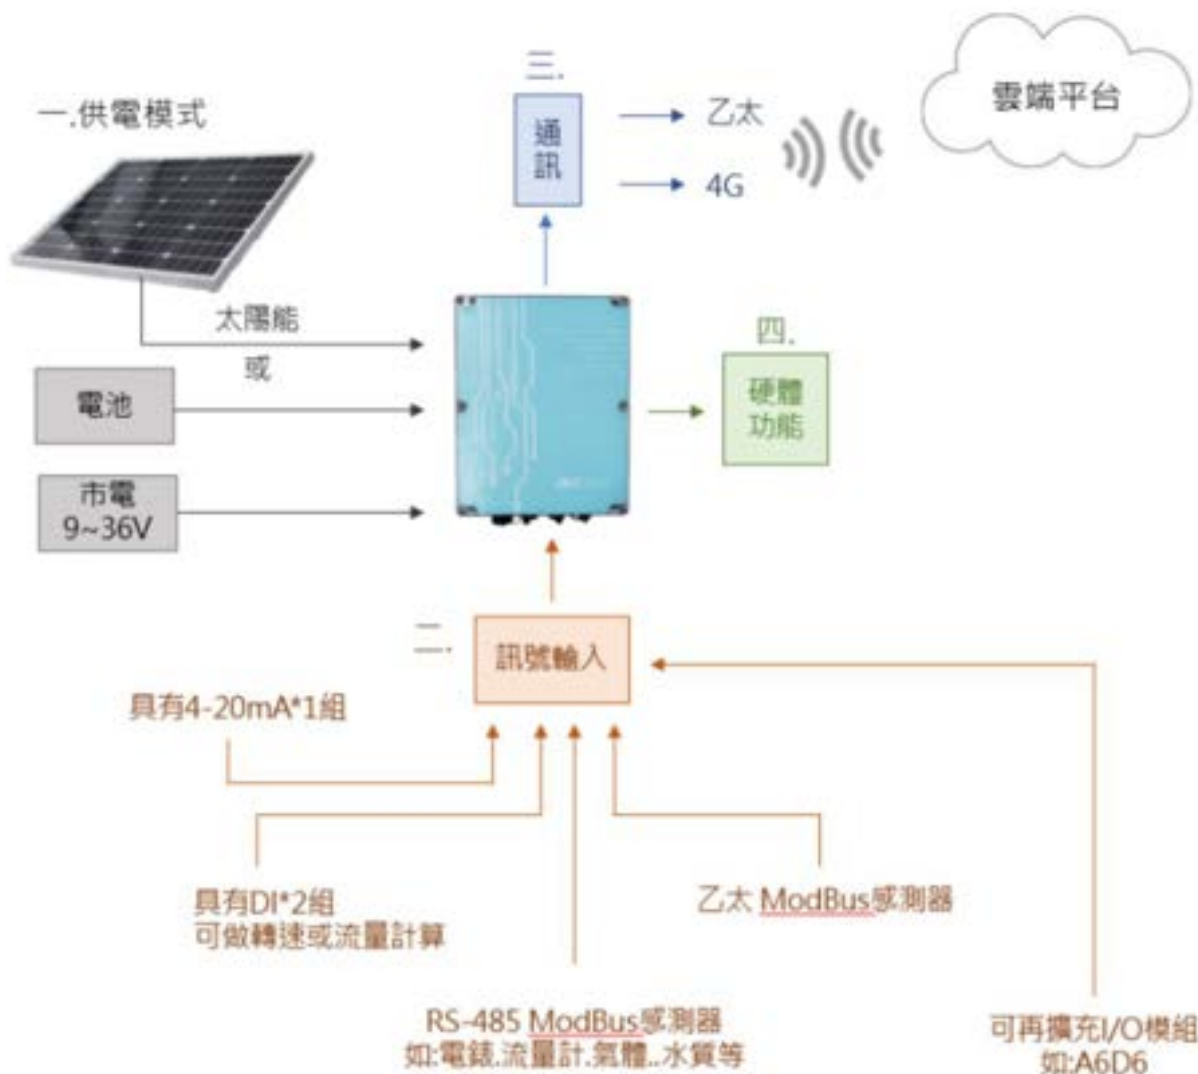 三.
一.供電模式
通訊
乙太
4G
雲端平台
太陽能
或
電池
市電
9~36V
四.
硬體
功能
二.
訊號輸入
具有4-20mA*1組
具有DI*2組
可做轉速或流量計算
乙太 ModBus感測器
RS-485 ModBus感測器
如:電錶.流量計.氣體..水質等
可再擴充I/O模組
如:A6D6